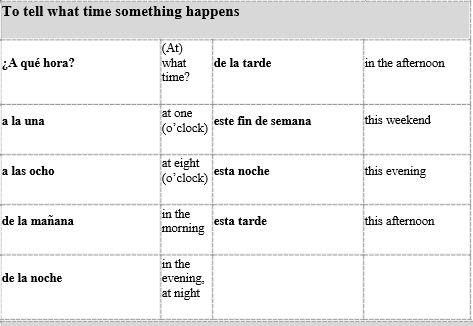 To tell what time something happens
¿A qué hora?
(At)
what
time?
de la tarde
in the afternoon
a la una
at one
(o’clock)
este fin de semana
this weekend
a las ocho
at eight
(o’clock)
esta noche
this evening
de la mañana
in the
morning
esta tarde
this afternoon
de la noche
in the
evening,
at night